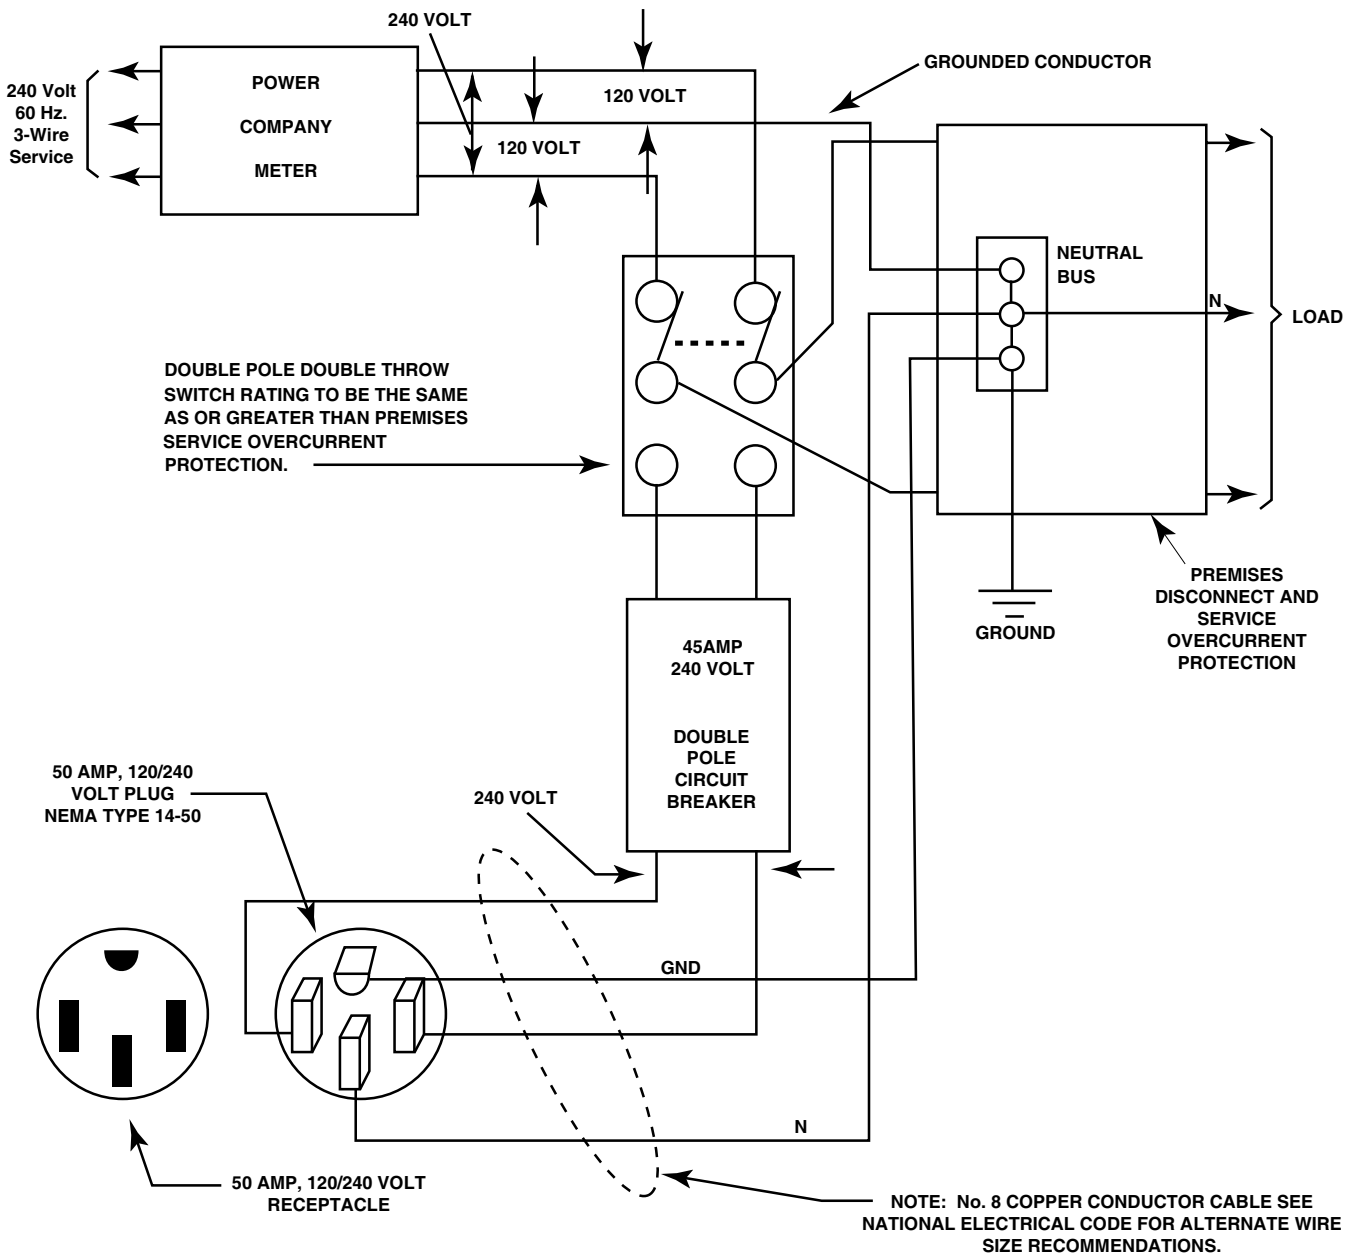 240 VOLT
GROUNDED CONDUCTOR
240 Volt
60 Hz.
3-Wire
Service
POWER
COMPANY
METER
120 VOLT
120 VOLT
NEUTRAL
BUS
N
LOAD
DOUBLE POLE DOUBLE THROW
SWITCH RATING TO BE THE SAME
AS OR GREATER THAN PREMISES
SERVICE OVERCURRENT
PROTECTION.
GROUND
PREMISES
DISCONNECT AND
SERVICE
OVERCURRENT
PROTECTION
45AMP
240 VOLT
DOUBLE
POLE
CIRCUIT
BREAKER
50 AMP, 120/240
VOLT PLUG
NEMA TYPE 14-50
240 VOLT
GND
N
50 AMP, 120/240 VOLT
RECEPTACLE
NOTE: No. 8 COPPER CONDUCTOR CABLE SEE
NATIONAL ELECTRICAL CODE FOR ALTERNATE WIRE
SIZE RECOMMENDATIONS.